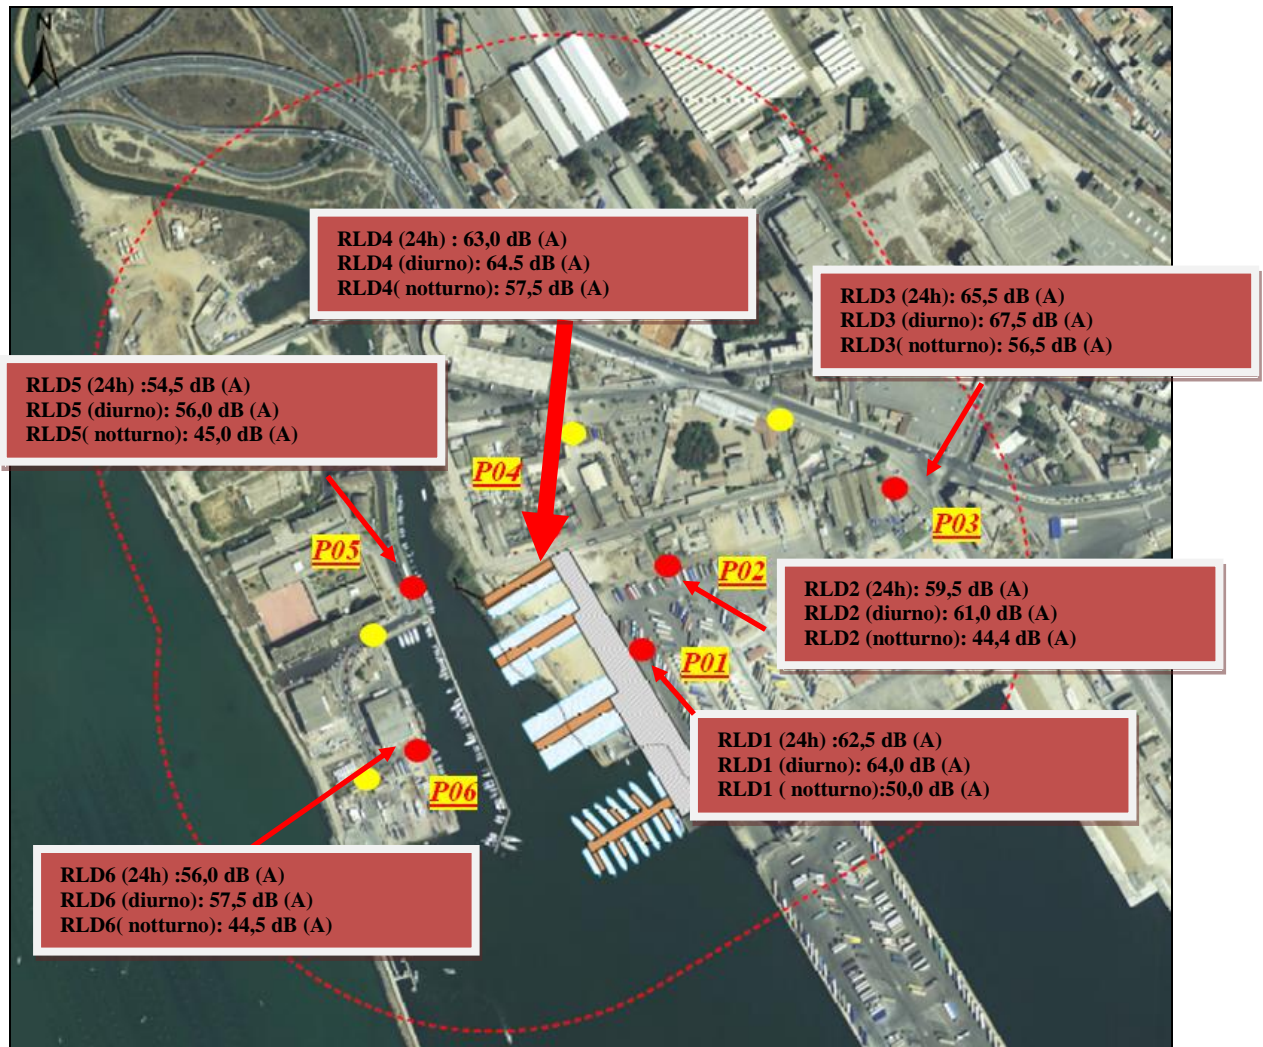 N
RLD4 (24h) : 63,0 dB (A)
RLD4 (diurno): 64.5 dB (A)
RLD4( notturno): 57,5 dB (A)
RLD3 (24h): 65,5 dB (A)
RLD3 (diurno): 67,5 dB (A)
RLD3( notturno): 56,5 dB (A)
RLD5 (24h) :54,5 dB (A)
RLD5 (diurno): 56,0 dB (A)
RLD5( notturno): 45,0 dB (A)
P04
P03
P05
P02
RLD2 (24h): 59,5 dB (A)
RLD2 (diurno): 61,0 dB (A)
RLD2 (notturno): 44,4 dB (A)
P01
RLD1 (24h) :62,5 dB (A)
RLD1 (diurno): 64,0 dB (A)
RLD1 ( notturno):50,0 dB (A)
P06
RLD6 (24h) :56,0 dB (A)
RLD6 (diurno): 57,5 dB (A)
RLD6( notturno): 44,5 dB (A)